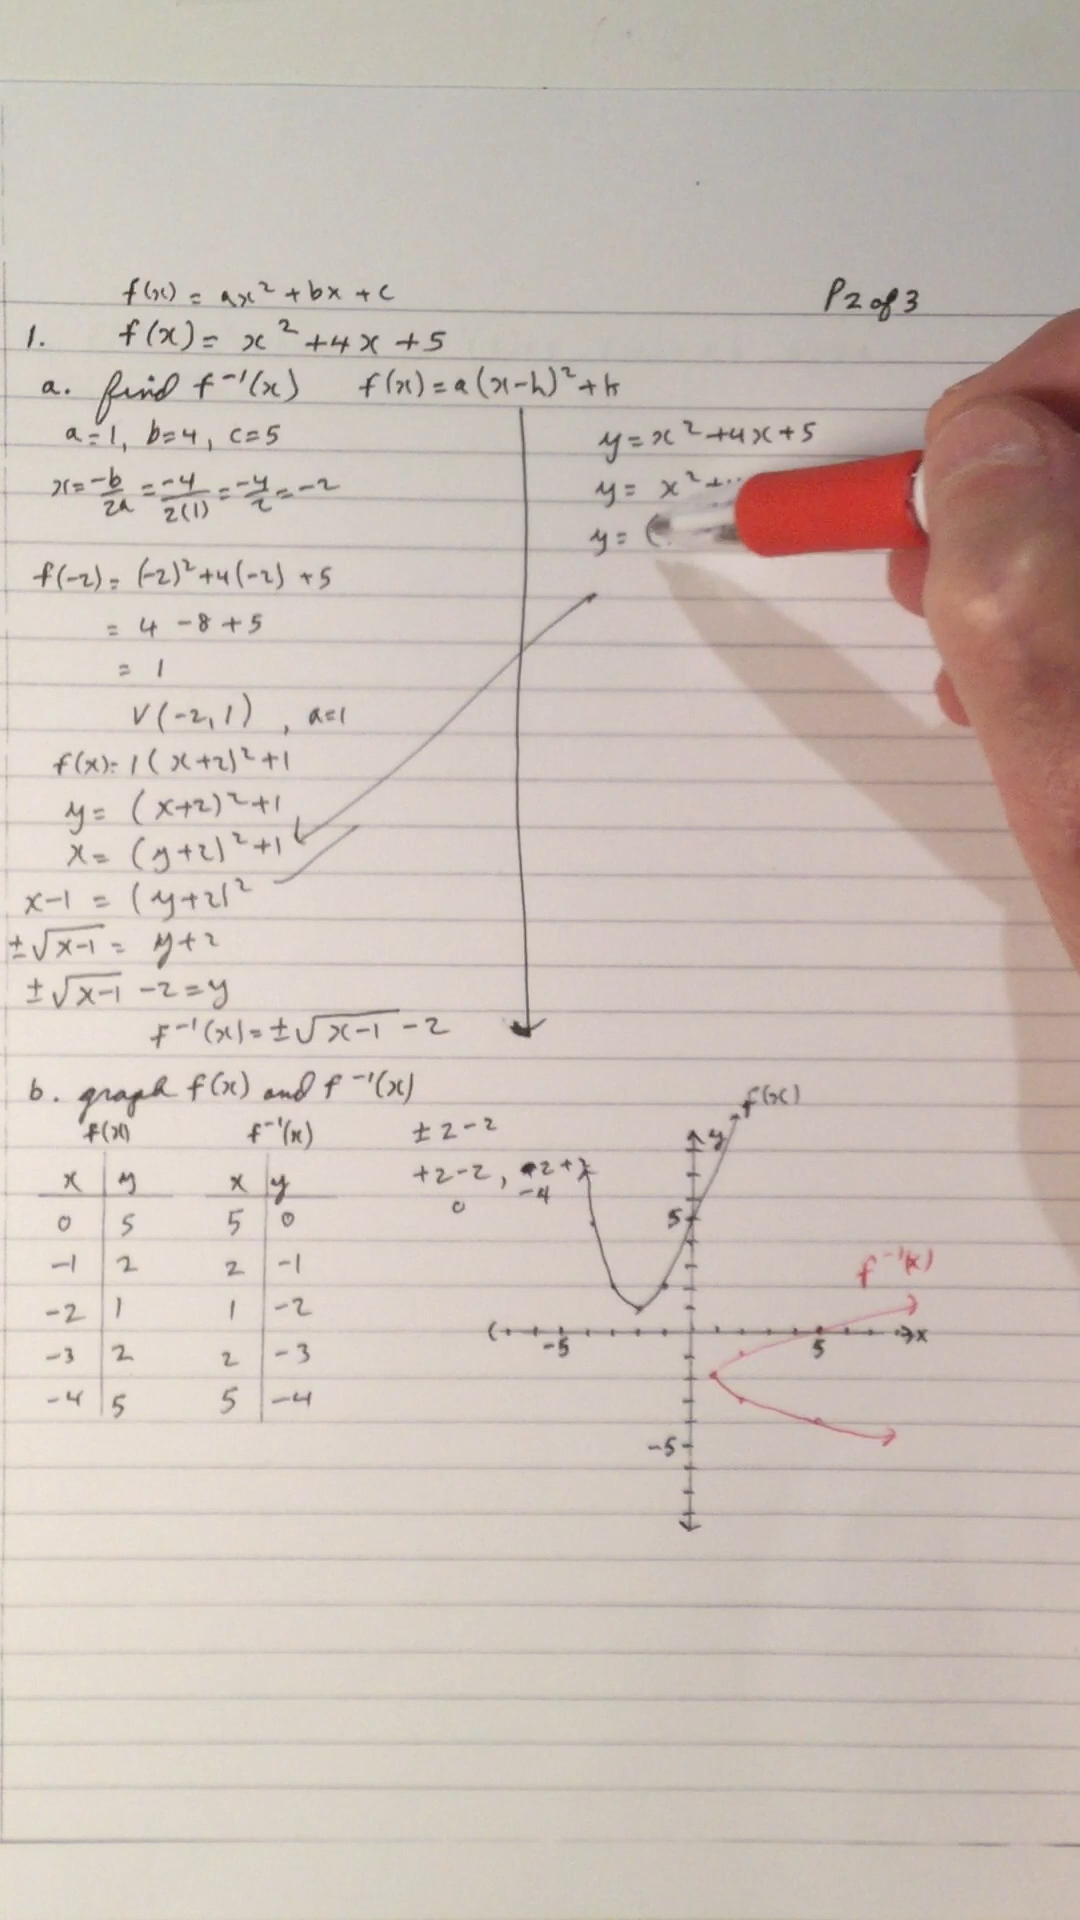 f(x) = ax² + bx + c
P2 of 3
1. f(x) = x² + 4x + 5
a. find f⁻¹(x) f(x) = a(x-h)² + k
a=1, b=4, c=5
x = -b/2a = -4/2(1) = -4/2 = -2
f(-2) = (-2)² + 4(-2) + 5
= 4 - 8 + 5
= 1
V(-2, 1), a=1
f(x) = 1(x+2)² + 1
y = (x+2)² + 1
x = (y+2)² + 1
x-1 = (y+2)²
±√x-1 = y+2
±√x-1 - 2 = y
f⁻¹(x) = ±√x-1 - 2
y = x² + 4x + 5
y = x² +
y = (
b. graph f(x) and f⁻¹(x)
f(x) f⁻¹(x)
x y x y
0 5 5 0
-1 2 2 -1
-2 1 1 -2
-3 2 2 -3
-4 5 5 -4
±2-2
+2-2,
0 -4
f(x)
y
5
f⁻¹(x)
-5 5 x
-5